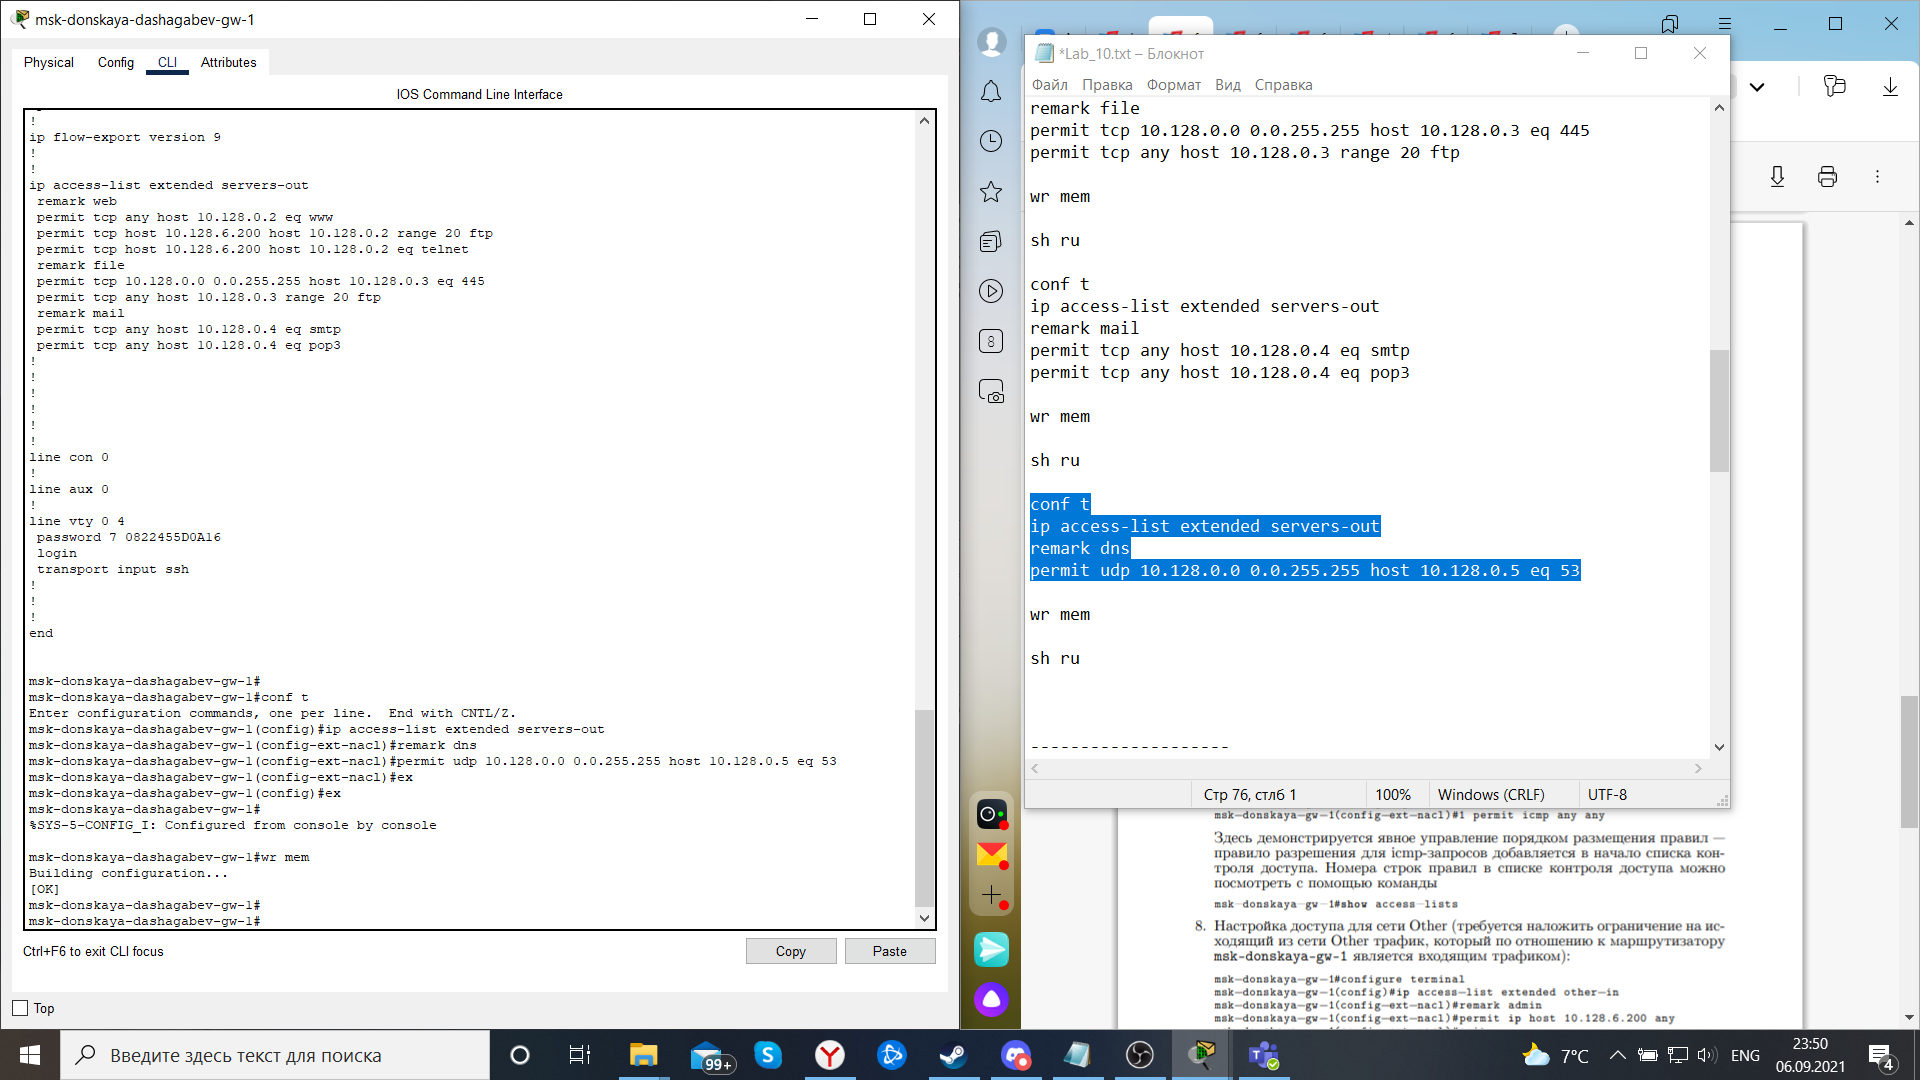 msk-donskaya-dashagabev-gw-1
Physical Config CLI Attributes
IOS Command Line Interface
!
ip flow-export version 9
!
!
ip access-list extended servers-out
remark web
permit tcp any host 10.128.0.2 eq www
permit tcp host 10.128.6.200 host 10.128.0.2 range 20 ftp
permit tcp host 10.128.6.200 host 10.128.0.2 eq telnet
remark file
permit tcp 10.128.0.0 0.0.255.255 host 10.128.0.3 eq 445
permit tcp any host 10.128.0.3 range 20 ftp
remark mail
permit tcp any host 10.128.0.4 eq smtp
permit tcp any host 10.128.0.4 eq pop3
!
!
!
!
!
!
line con 0
!
line aux 0
!
line vty 0 4
password 7 0822455D0A16
login
transport input ssh
!
!
!
end
msk-donskaya-dashagabev-gw-1#
msk-donskaya-dashagabev-gw-1#conf t
Enter configuration commands, one per line. End with CNTL/Z.
msk-donskaya-dashagabev-gw-1(config)#ip access-list extended servers-out
msk-donskaya-dashagabev-gw-1(config-ext-nacl)#remark dns
msk-donskaya-dashagabev-gw-1(config-ext-nacl)#permit udp 10.128.0.0 0.0.255.255 host 10.128.0.5 eq 53
msk-donskaya-dashagabev-gw-1(config-ext-nacl)#ex
msk-donskaya-dashagabev-gw-1(config)#ex
msk-donskaya-dashagabev-gw-1#
%SYS-5-CONFIG_I: Configured from console by console
msk-donskaya-dashagabev-gw-1#wr mem
Building configuration...
[OK]
msk-donskaya-dashagabev-gw-1#
msk-donskaya-dashagabev-gw-1#
Ctrl+F6 to exit CLI focus
Copy
Paste
Top
8
*Lab_10.txt – Блокнот
Файл Правка Формат Вид Справка
remark file
permit tcp 10.128.0.0 0.0.255.255 host 10.128.0.3 eq 445
permit tcp any host 10.128.0.3 range 20 ftp
wr mem
sh ru
conf t
ip access-list extended servers-out
remark mail
permit tcp any host 10.128.0.4 eq smtp
permit tcp any host 10.128.0.4 eq pop3
wr mem
sh ru
conf t
ip access-list extended servers-out
remark dns
permit udp 10.128.0.0 0.0.255.255 host 10.128.0.5 eq 53
wr mem
sh ru
--------------------
Стр 76, стлб 1 100% Windows (CRLF) UTF-8
msk-donskaya-gw-1(config-ext-nacl)#1 permit icmp any any
Здесь демонстрируется явное управление порядком размещения правил —
правило разрешения для icmp-запросов добавляется в начало списка кон-
троля доступа. Номера строк правил в списке контроля доступа можно
посмотреть с помощью команды
msk-donskaya-gw-1#show access-lists
8. Настройка доступа для сети Other (требуется наложить ограничение на ис-
ходящий из сети Other трафик, который по отношению к маршрутизатору
msk-donskaya-gw-1 является входящим трафиком):
msk-donskaya-gw-1#configure terminal
msk-donskaya-gw-1(config)#ip access-list extended other-in
msk-donskaya-gw-1(config-ext-nacl)#remark admin
msk-donskaya-gw-1(config-ext-nacl)#permit ip host 10.128.6.200 any
Введите здесь текст для поиска
99+
7°C
ENG
23:50
06.09.2021
4